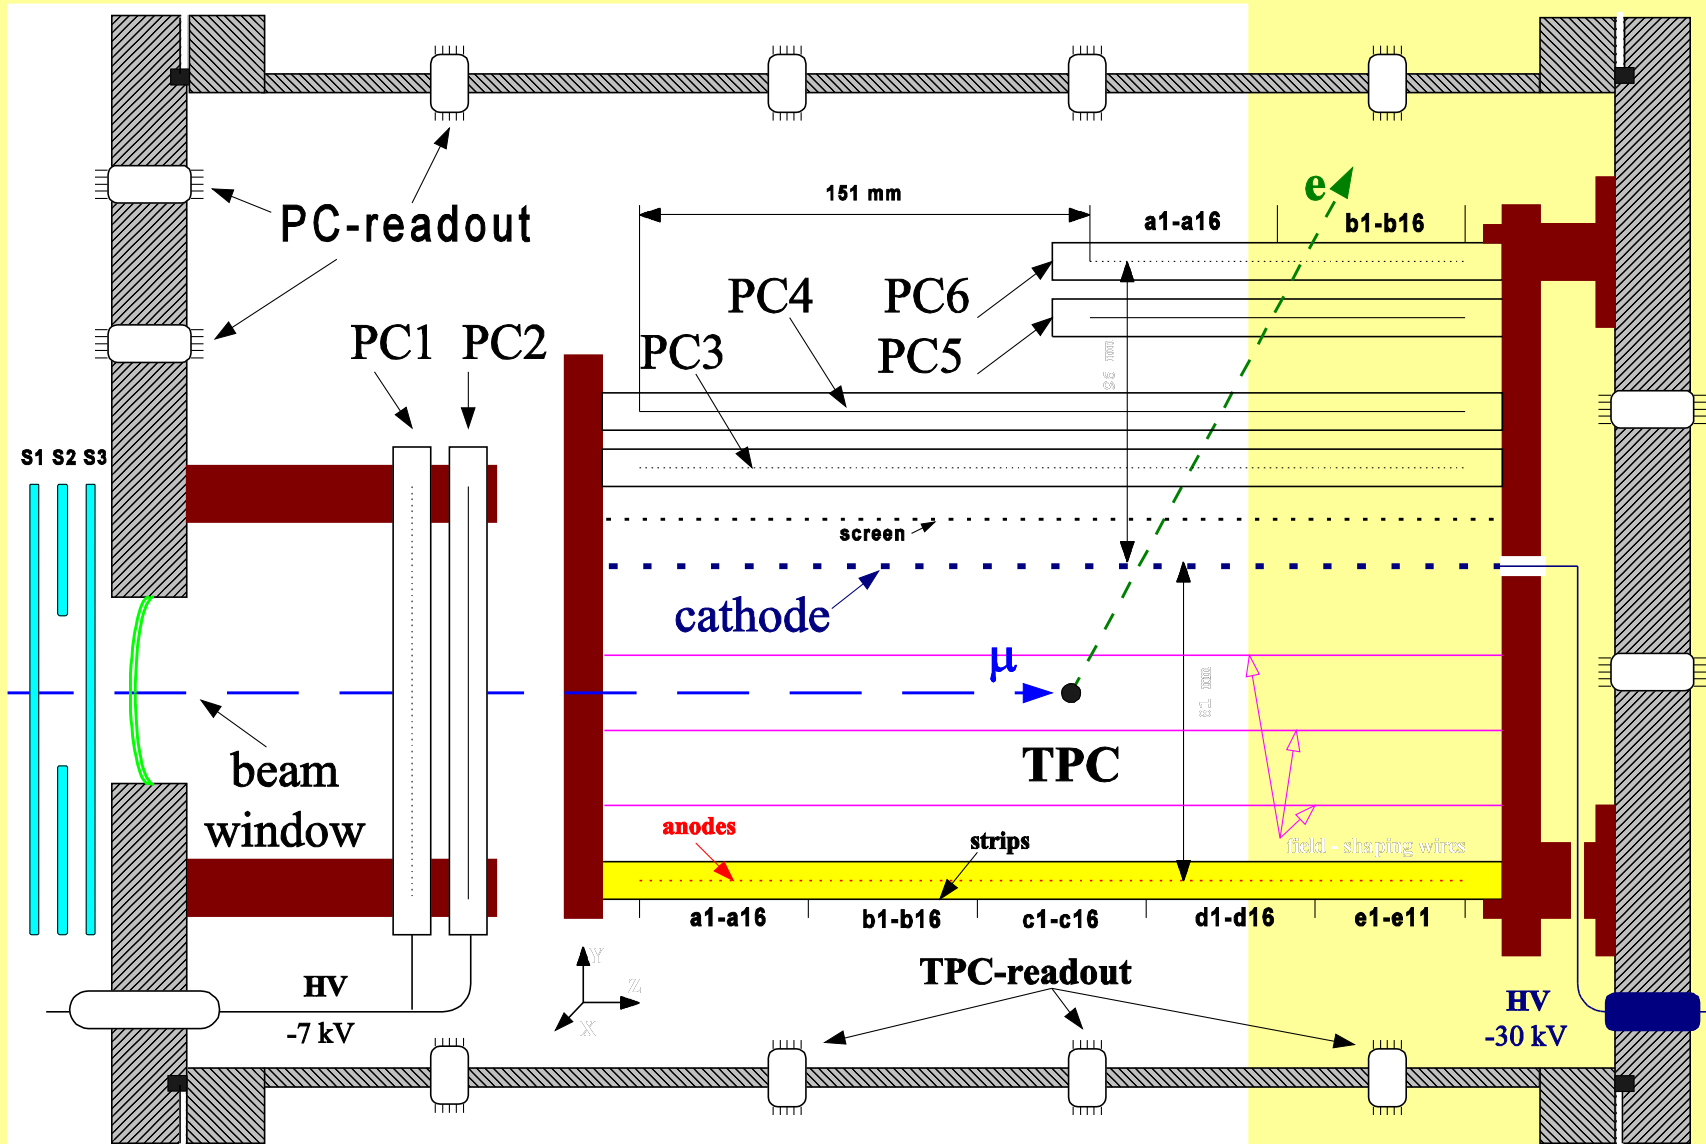 151 mm
e
a1-a16
b1-b16
PC-readout
PC4
PC6
PC1
PC2
PC3
PC5
S1 S2 S3
screen
cathode
μ
beam
window
TPC
anodes
strips
field - shaping wires
a1-a16
b1-b16
c1-c16
d1-d16
e1-e11
Y
Z
X
TPC-readout
HV
-7 kV
HV
-30 kV